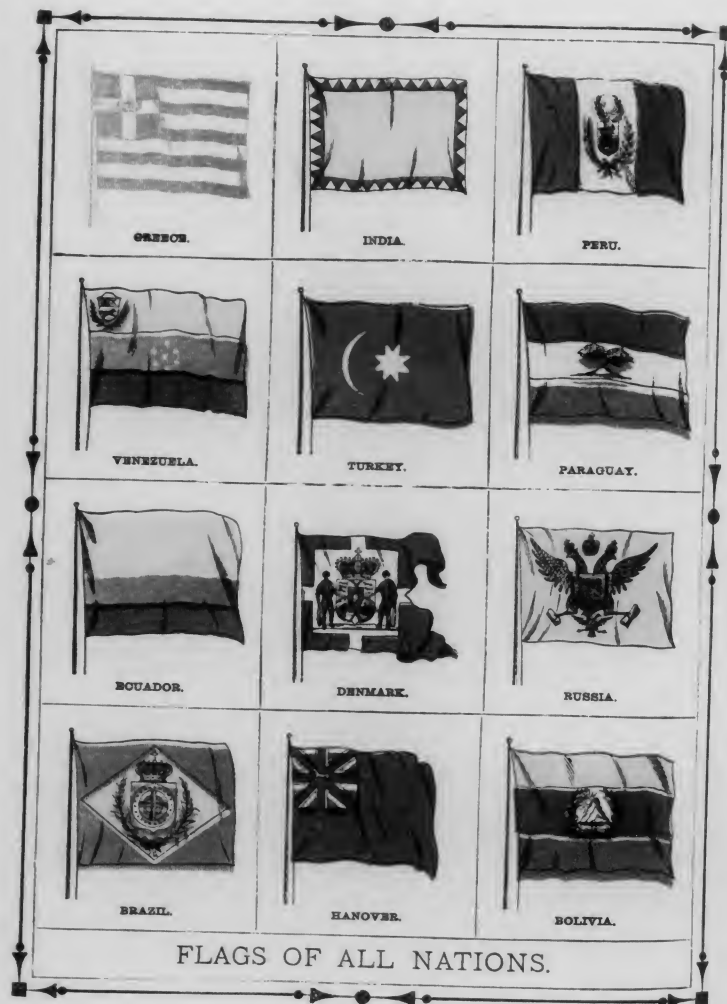 GREECE.
INDIA.
PERU.
VENEZUELA.
TURKEY.
PARAGUAY.
ECUADOR.
DENMARK.
RUSSIA.
BRAZIL.
HANOVER.
BOLIVIA.
FLAGS OF ALL NATIONS.